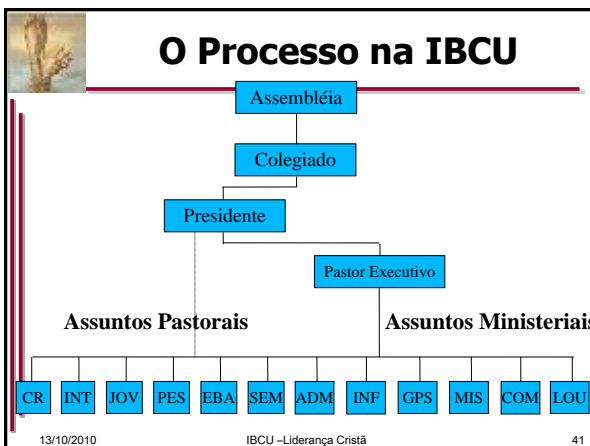 O Processo na IBCU
Assembléia
Colegiado
Presidente
Pastor Executivo
Assuntos Pastorais Assuntos Ministeriais
CR INT JOV PES EBA SEM ADM INF GPS MIS COM LOU
13/10/2010 IBCU –Liderança Cristã 41